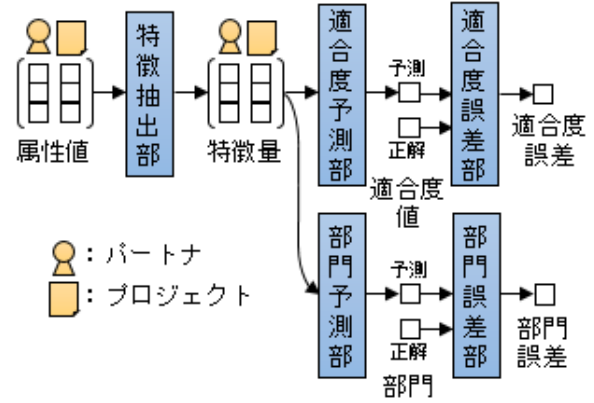 属性値
特徴抽出部
特徴量
適合度予測部
予測
正解
適合度値
適合度誤差部
適合度
誤差
部門予測部
予測
正解
部門
部門誤差部
部門
誤差
：パートナ
：プロジェクト